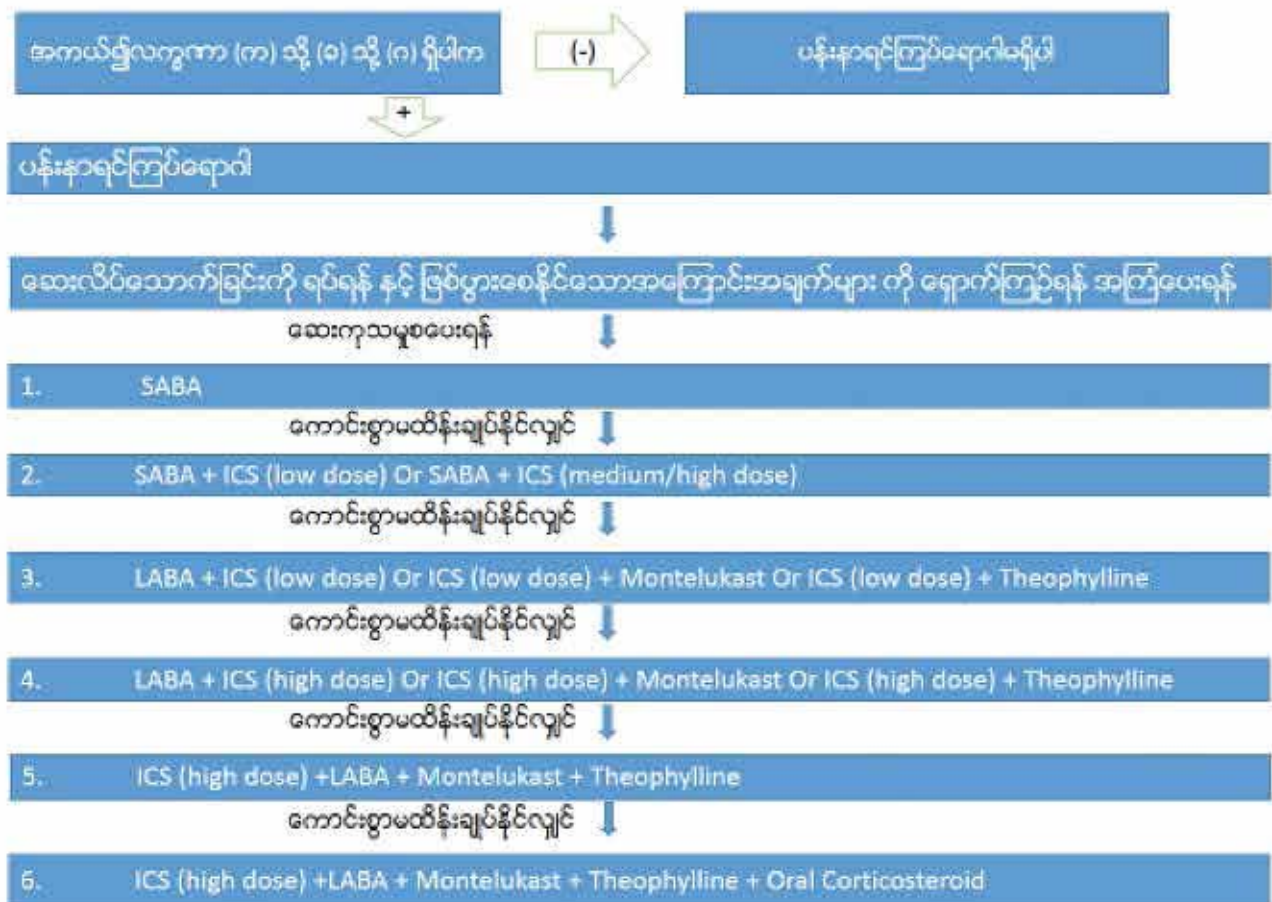 အကယ်၍လက္ခဏာ (က) သို့ (ခ) သို့ (ဂ) ရှိပါက
(-)
ပန်းနာရင်ကြပ်ရောဂါမရှိပါ
+
ပန်းနာရင်ကြပ်ရောဂါ
ဆေးလိပ်သောက်ခြင်းကို ရပ်ရန် နှင့် ဖြစ်ပွားစေနိုင်သောအကြောင်းအချက်များ ကို ရှောက်ကြဉ်ရန် အကြံပေးရန်
ဆေးကုသမှုစပေးရန်
1. SABA
ကောင်းစွာမထိန်းချုပ်နိုင်လျှင်
2. SABA + ICS (low dose) Or SABA + ICS (medium/high dose)
ကောင်းစွာမထိန်းချုပ်နိုင်လျှင်
3. LABA + ICS (low dose) Or ICS (low dose) + Montelukast Or ICS (low dose) + Theophylline
ကောင်းစွာမထိန်းချုပ်နိုင်လျှင်
4. LABA + ICS (high dose) Or ICS (high dose) + Montelukast Or ICS (high dose) + Theophylline
ကောင်းစွာမထိန်းချုပ်နိုင်လျှင်
5. ICS (high dose) +LABA + Montelukast + Theophylline
ကောင်းစွာမထိန်းချုပ်နိုင်လျှင်
6. ICS (high dose) +LABA + Montelukast + Theophylline + Oral Corticosteroid